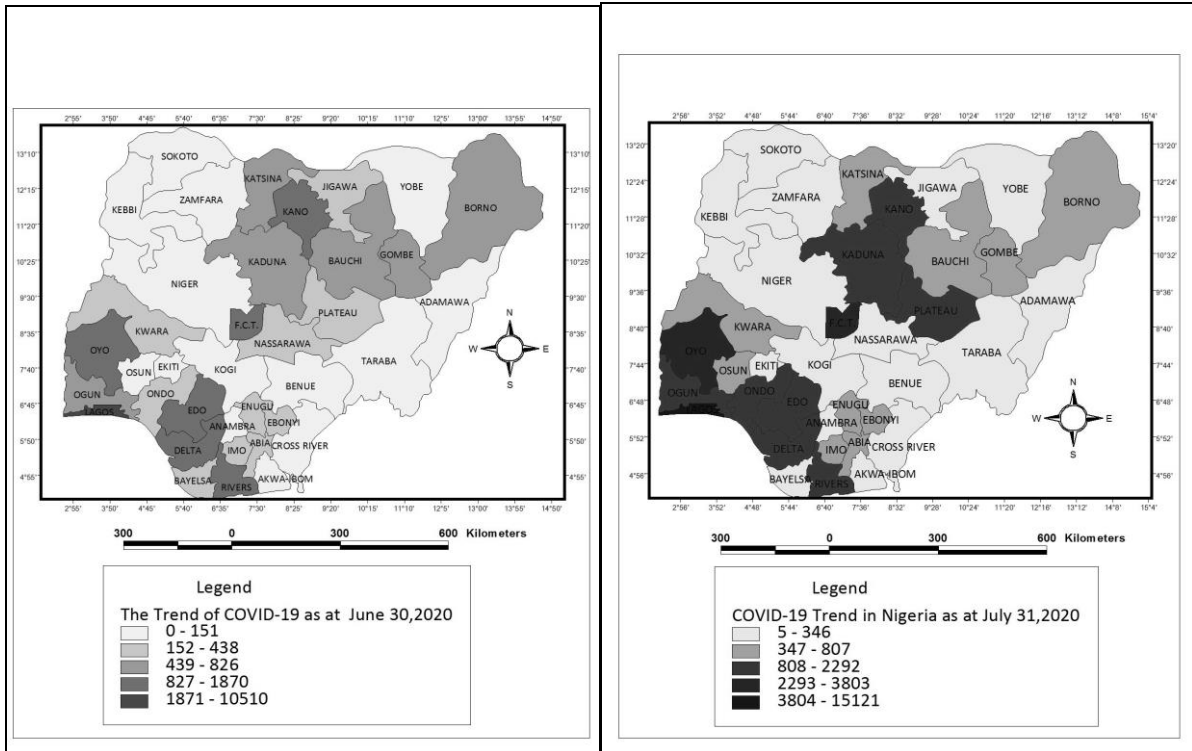 2°55' 3°50' 4°45' 5°40' 6°35' 7°30' 8°25' 9°20' 10°15' 11°10' 12°5' 13°0' 13°55' 14°50'
13°10'
SOKOTO
KATSINA
12°15'
JIGAWA
YOBE
ZAMFARA
KEBBI
KANO
BORNO
11°20'
10°25'
KADUNA
BAUCHI
GOMBE
NIGER
9°30'
ADAMAWA
PLATEAU
8°35'
F.C.T.
KWARA
NASSARAWA
OYO
7°40'
OSUN
EKITI
KOGI
TARABA
BENUE
OGUN
ONDO
6°45'
LAGOS
EDO
ENUGU
ANAMBRA
EBONYI
5°50'
DELTA
IMO
ABIA
CROSS RIVER
4°55'
BAYELSA
RIVERS
AKWA-IBOM
N
W E
S
2°55' 3°50' 4°45' 5°40' 6°35' 7°30' 8°25' 9°20' 10°15' 11°10' 12°5' 13°0' 13°55' 14°50'
300 0 300 600 Kilometers
Legend
The Trend of COVID-19 as at June 30,2020
0 - 151
152 - 438
439 - 826
827 - 1870
1871 - 10510
2°56' 3°52' 4°48' 5°44' 6°40' 7°36' 8°32' 9°28' 10°24' 11°20' 12°16' 13°12' 14°8' 15°4
13°20'
SOKOTO
KATSINA
12°24'
JIGAWA
YOBE
ZAMFARA
KEBBI
KANO
BORNO
11°28'
10°32'
KADUNA
BAUCHI
GOMBE
NIGER
9°36'
ADAMAWA
PLATEAU
8°40'
F.C.T.
KWARA
NASSARAWA
OYO
7°44'
OSUN
EKITI
KOGI
TARABA
BENUE
OGUN
ONDO
6°48'
EDO
ENUGU
ANAMBRA
EBONYI
5°52'
DELTA
IMO
ABIA
CROSS RIVER
4°56'
BAYELSA
RIVERS
AKWA-IBOM
N
W E
S
2°56' 3°52' 4°48' 5°44' 6°40' 7°36' 8°32' 9°28' 10°24' 11°20' 12°16' 13°12' 14°8' 15°4
300 0 300 600 Kilometers
Legend
COVID-19 Trend in Nigeria as at July 31,2020
5 - 346
347 - 807
808 - 2292
2293 - 3803
3804 - 15121